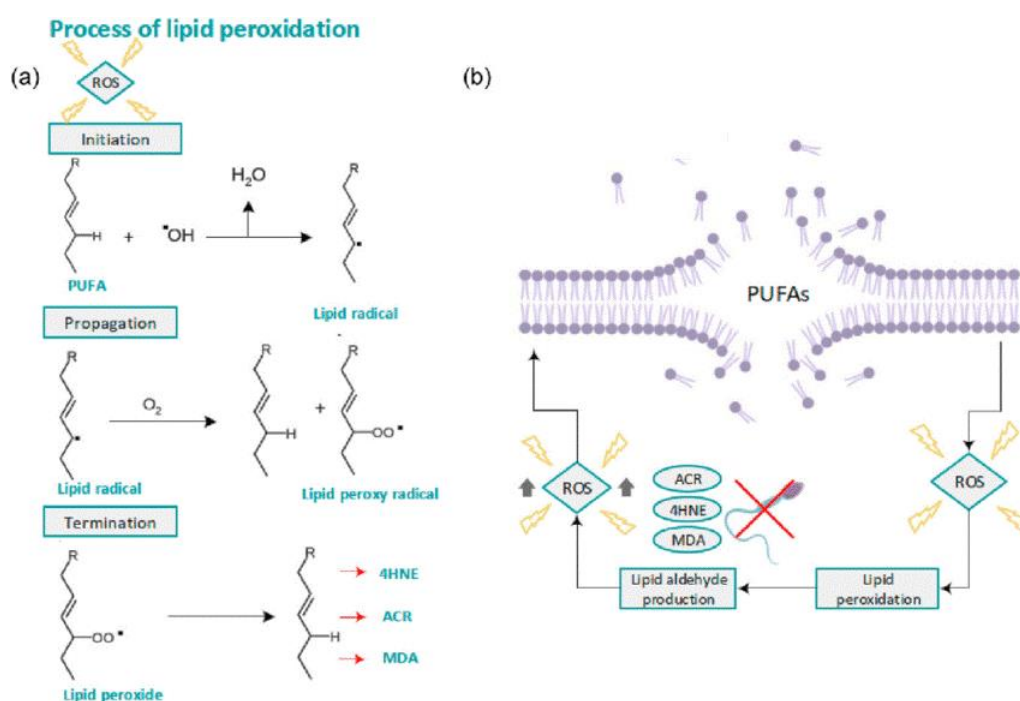 Process of lipid peroxidation
(a)
ROS
Initiation
R
H
PUFA
+
•OH
H₂O
R
•
Lipid radical
Propagation
R
•
Lipid radical
O₂
R
H
+
R
OO•
Lipid peroxy radical
Termination
R
OO•
Lipid peroxide
R
H
4HNE
ACR
MDA
(b)
PUFAs
ROS
ACR
4HNE
MDA
ROS
Lipid aldehyde
production
Lipid
peroxidation